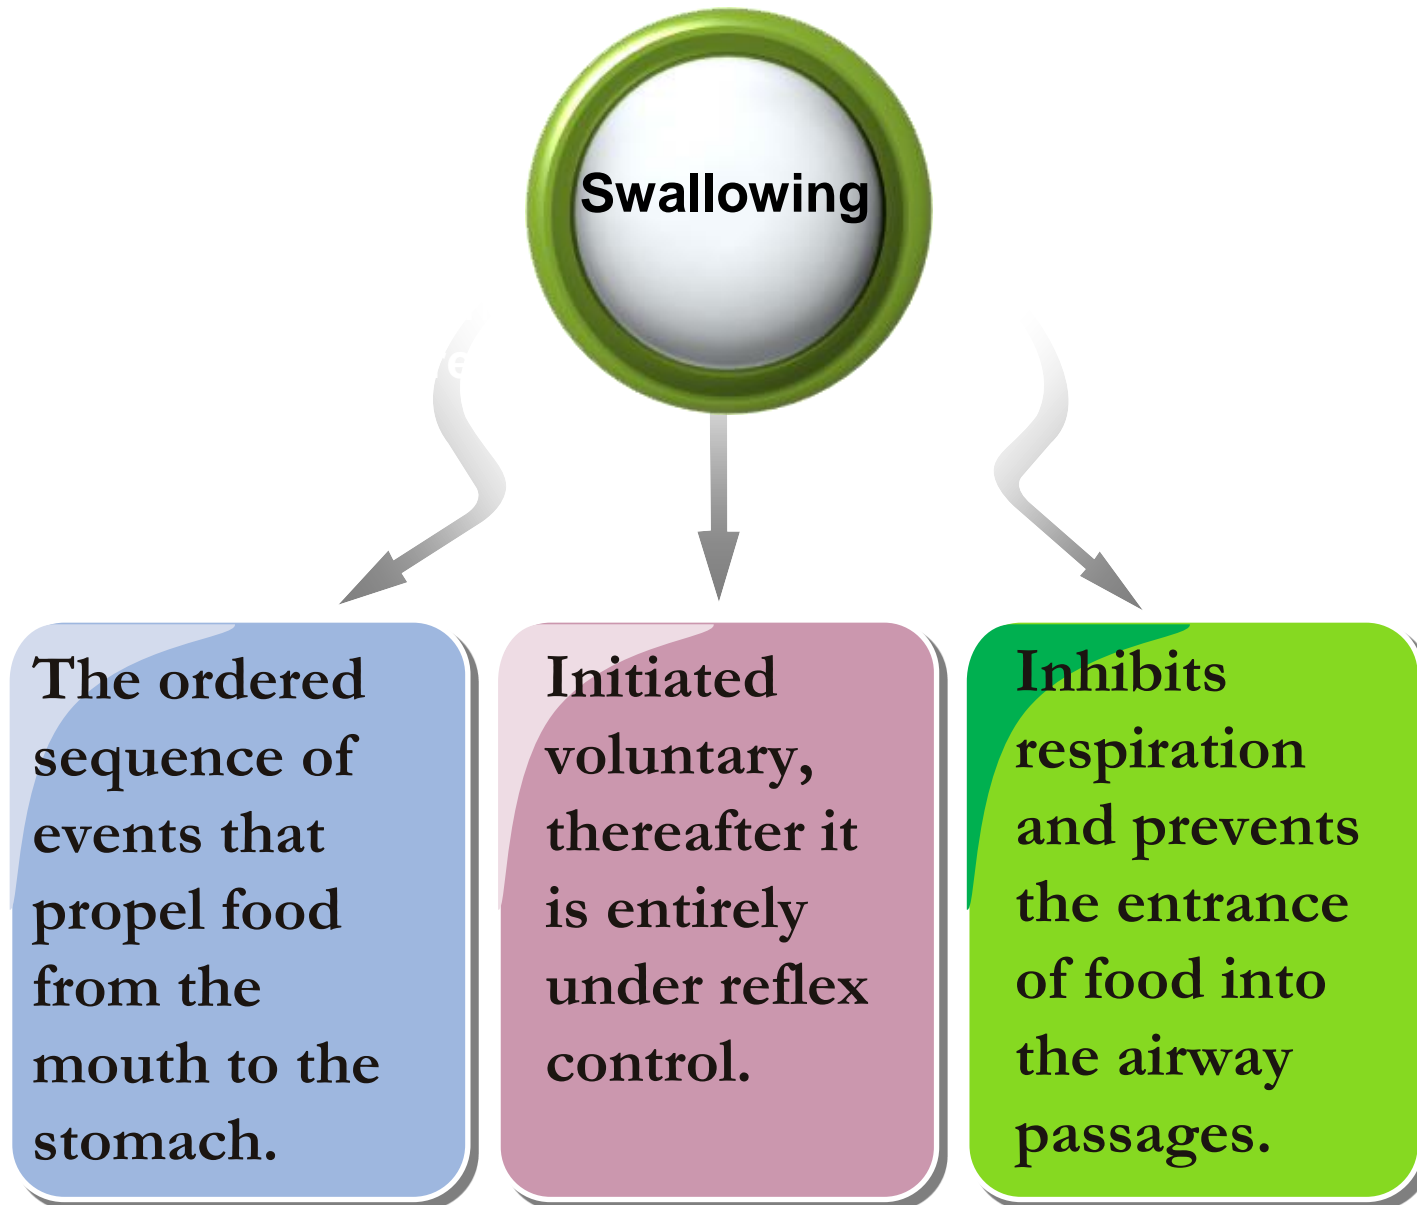 Swallowing
The ordered
sequence of
events that
propel food
from the
mouth to the
stomach.
Initiated
voluntary,
thereafter it
is entirely
under reflex
control.
Inhibits
respiration
and prevents
the entrance
of food into
the airway
passages.